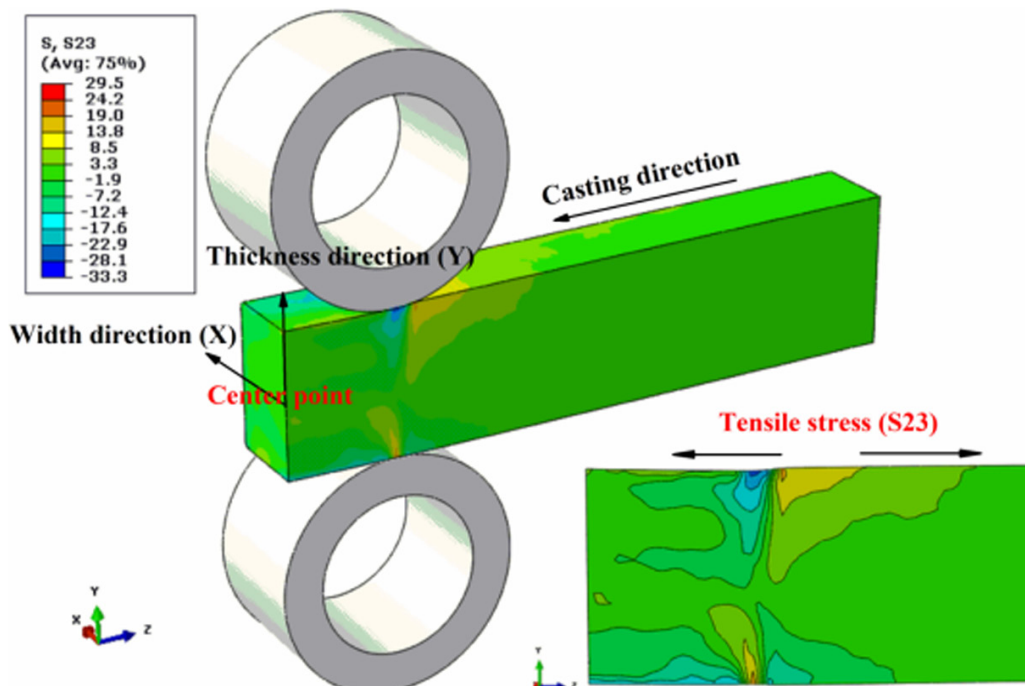 S, S23
(Avg: 75%)
29.5
24.2
19.0
13.8
8.5
3.3
-1.9
-7.2
-12.4
-17.6
-22.9
-28.1
-33.3
Casting direction
Thickness direction (Y)
Width direction (X)
Center point
Tensile stress (S23)
Y
X
Z
Y